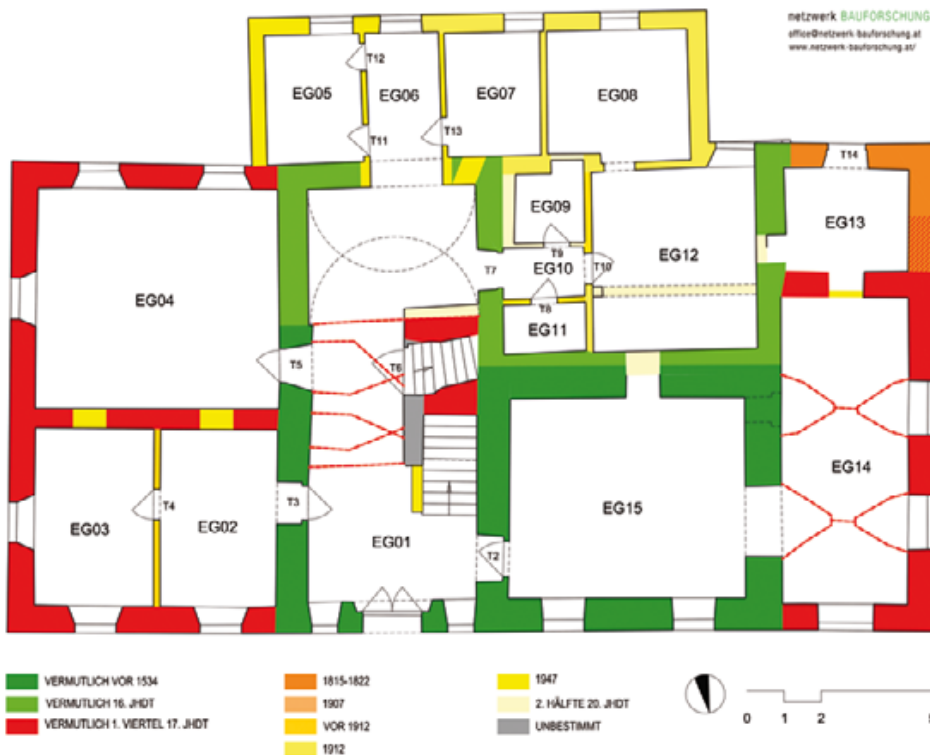 netzwerk BAUFORSCHUNG
office@netzwerk-bauforschung.at
www.netzwerk-bauforschung.at/
EG05
T12
EG06
EG07
EG08
T11
T13
T14
EG09
EG13
EG04
T7
T9
EG10
T10
EG12
T8
EG11
T5
T6
EG03
T4
EG02
T3
EG01
T2
EG15
EG14
VERMUTLICH VOR 1534
VERMUTLICH 16. JHDT
VERMUTLICH 1. VIERTEL 17. JHDT
1815-1822
1907
VOR 1912
1912
1947
2. HÄLFTE 20. JHDT
UNBESTIMMT
0 1 2 5